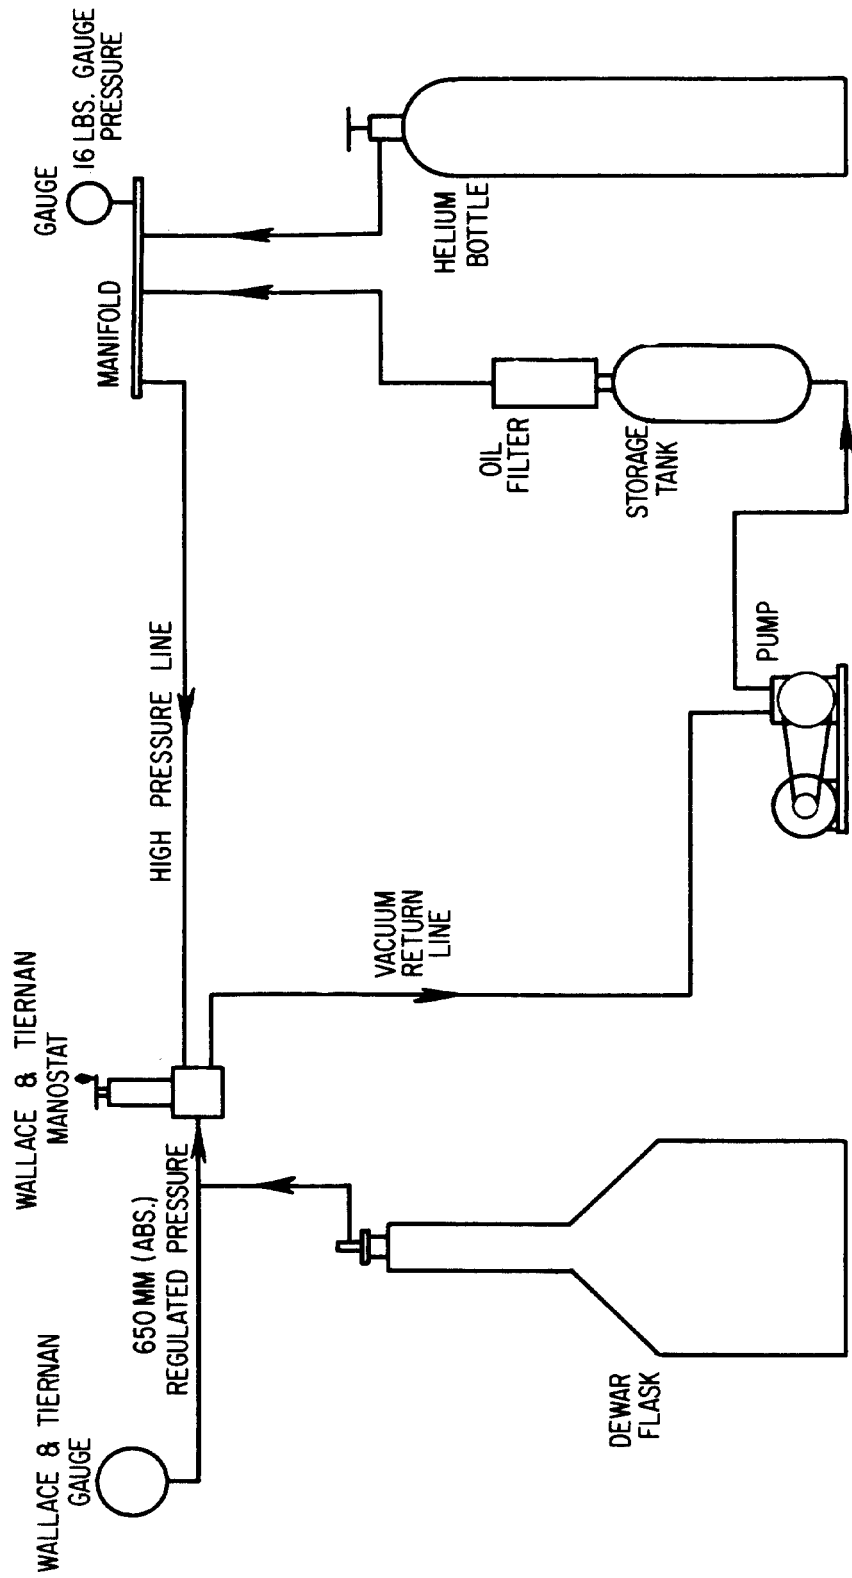 WALLACE & TIERNAN
GAUGE
650 MM (ABS.)
REGULATED PRESSURE
WALLACE & TIERNAN
MANOSTAT
HIGH PRESSURE LINE
MANIFOLD
GAUGE
16 LBS. GAUGE
PRESSURE
VACUUM
RETURN
LINE
OIL
FILTER
HELIUM
BOTTLE
DEWAR
FLASK
PUMP
STORAGE
TANK